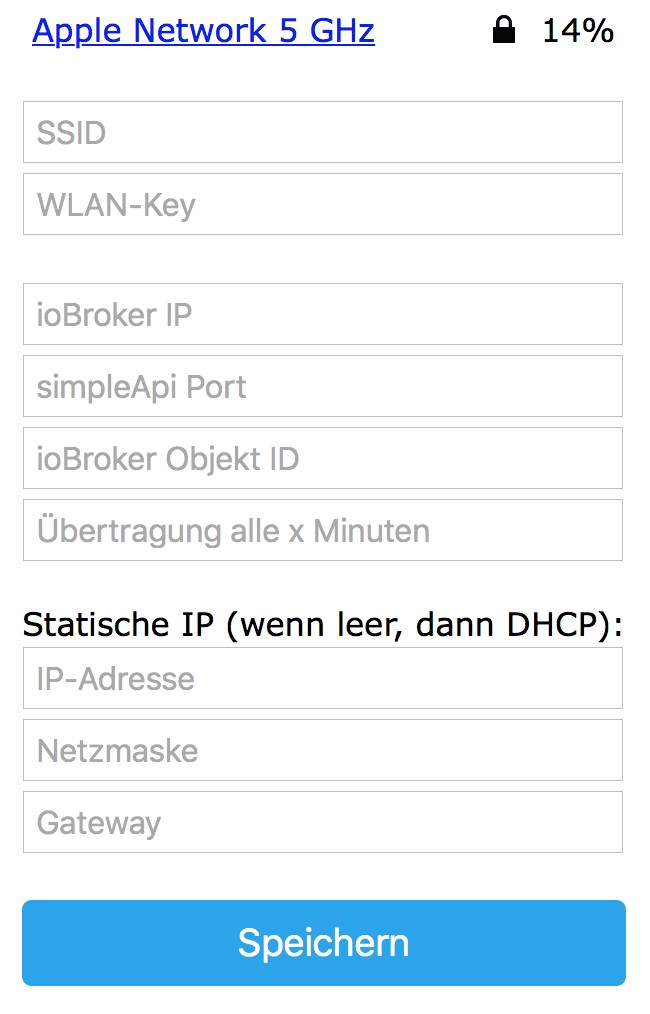 Apple Network 5 GHz 14%
SSID
WLAN-Key
ioBroker IP
simpleApi Port
ioBroker Objekt ID
Übertragung alle x Minuten
Statische IP (wenn leer, dann DHCP):
IP-Adresse
Netzmaske
Gateway
Speichern